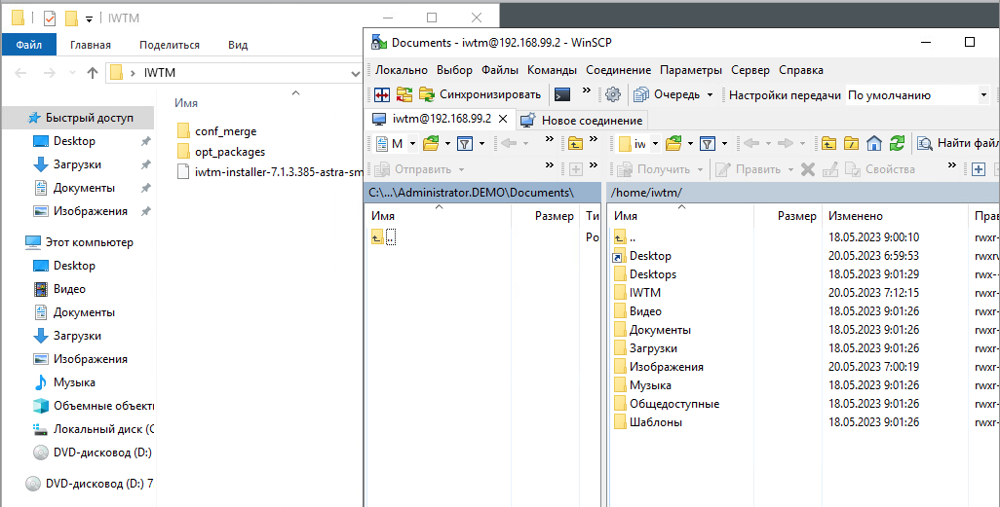 IWTM
Файл Главная Поделиться Вид
IWTM
Имя
conf_merge
opt_packages
iwtm-installer-7.1.3.385-astra-sm
Быстрый доступ
Desktop
Загрузки
Документы
Изображения
Этот компьютер
Desktop
Видео
Документы
Загрузки
Изображения
Музыка
Объемные объект
Локальный диск (C
DVD-дисковод (D:)
DVD-дисковод (D:) 7
Documents - iwtm@192.168.99.2 - WinSCP
Локально Выбор Файлы Команды Соединение Параметры Сервер Справка
Синхронизировать » Очередь Настройки передачи По умолчанию
iwtm@192.168.99.2 Новое соединение
M » iw Найти файлы
Отправить » Получить Править Свойства »
C:\...\Administrator.DEMO\Documents\ /home/iwtm/
Имя Размер Ти
.. Ро
Имя Размер Изменено Прав
.. 18.05.2023 9:00:10 rwxr-
Desktop 20.05.2023 6:59:53 rwxrw
Desktops 18.05.2023 9:01:29 rwx--
IWTM 20.05.2023 7:12:15 rwxr-
Видео 18.05.2023 9:01:26 rwxr-
Документы 18.05.2023 9:01:26 rwxr-
Загрузки 18.05.2023 9:01:26 rwxr-
Изображения 20.05.2023 7:00:19 rwxr-
Музыка 18.05.2023 9:01:26 rwxr-
Общедоступные 18.05.2023 9:01:26 rwxr-
Шаблоны 18.05.2023 9:01:26 rwxr-